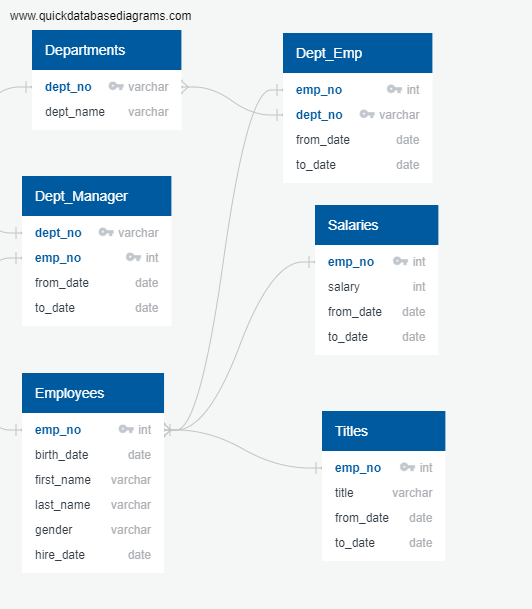 www.quickdatabasediagrams.com
Departments
dept_no varchar
dept_name varchar
Dept_Emp
emp_no int
dept_no varchar
from_date date
to_date date
Dept_Manager
dept_no varchar
emp_no int
from_date date
to_date date
Salaries
emp_no int
salary int
from_date date
to_date date
Employees
emp_no int
birth_date date
first_name varchar
last_name varchar
gender varchar
hire_date date
Titles
emp_no int
title varchar
from_date date
to_date date